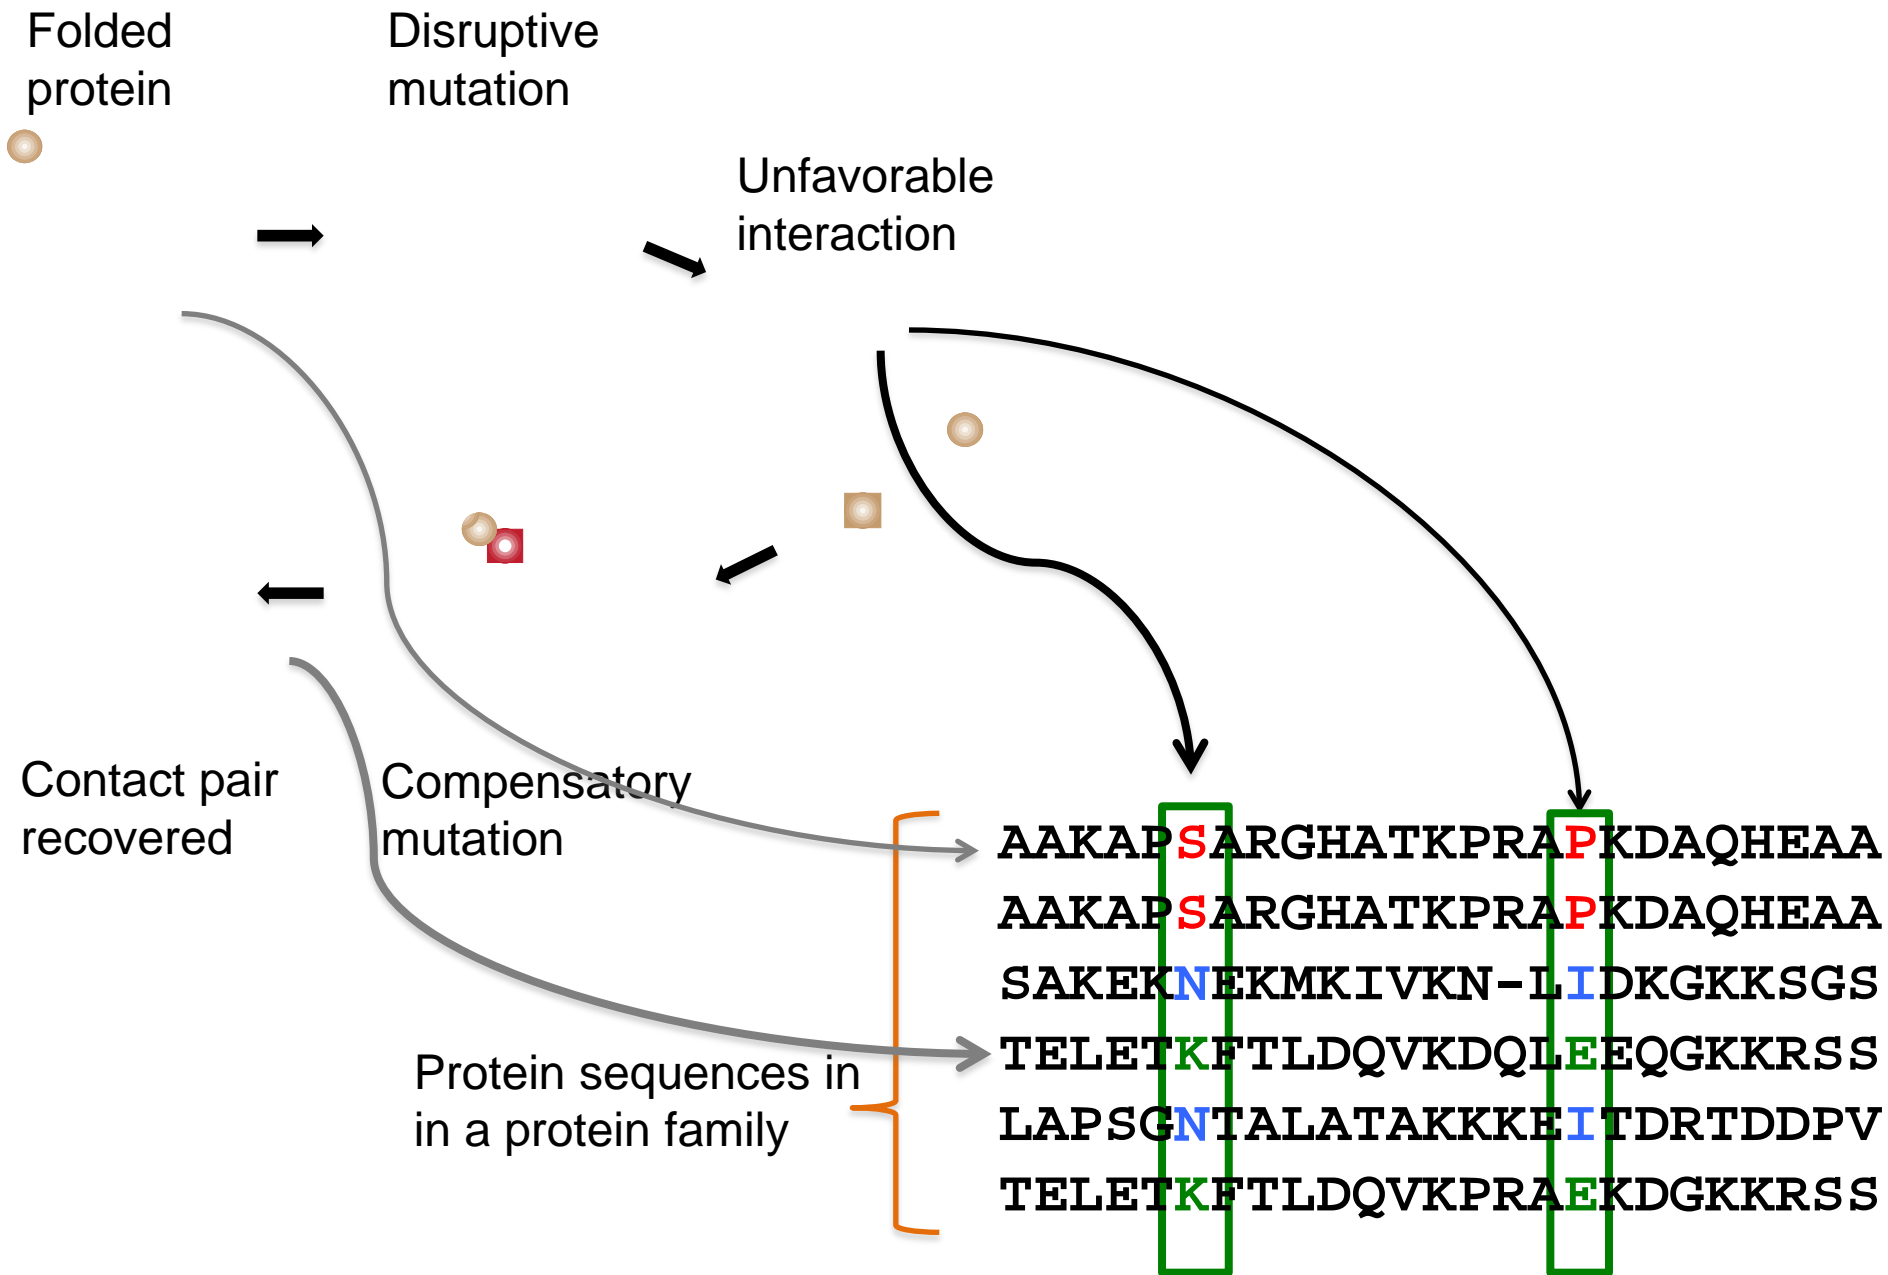 Folded
protein
Disruptive
mutation
Unfavorable
interaction
Contact pair
recovered
Compensatory
mutation
Protein sequences in
in a protein family
AAKAPSARGHATKPRAPKDAQHEAA
AAKAPSARGHATKPRAPKDAQHEAA
SAKEKNEKMKIVKN-LIDKGKKSGS
TELETKFTLDQVKDQLEEQGKKRSS
LAPSGNTALATAKKKEITDRTDDPV
TELETKFTLDQVKPRAEKDGKKRSS